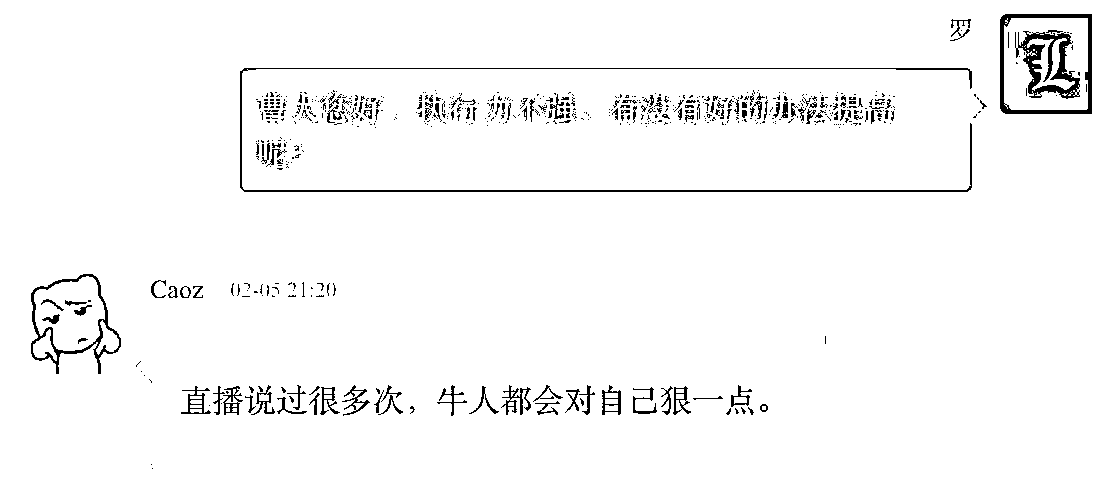 罗
L
曹大您好，执行力不强、有没有好的办法提高
呢?
Caoz 02-05 21:20
直播说过很多次，牛人都会对自己狠一点。